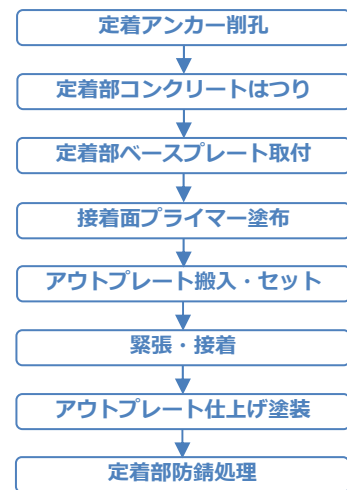 定着アンカー削孔
定着部コンクリートはつり
定着部ベースプレート取付
接着面プライマー塗布
アウトプレート搬入・セット
緊張・接着
アウトプレート仕上げ塗装
定着部防錆処理